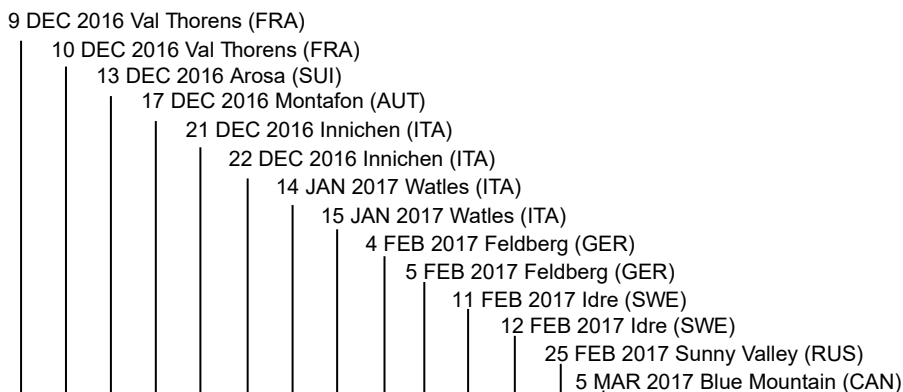 9 DEC 2016 Val Thorens (FRA)
10 DEC 2016 Val Thorens (FRA)
13 DEC 2016 Arosa (SUI)
17 DEC 2016 Montafon (AUT)
21 DEC 2016 Innichen (ITA)
22 DEC 2016 Innichen (ITA)
14 JAN 2017 Watles (ITA)
15 JAN 2017 Watles (ITA)
4 FEB 2017 Feldberg (GER)
5 FEB 2017 Feldberg (GER)
11 FEB 2017 Idre (SWE)
12 FEB 2017 Idre (SWE)
25 FEB 2017 Sunny Valley (RUS)
5 MAR 2017 Blue Mountain (CAN)